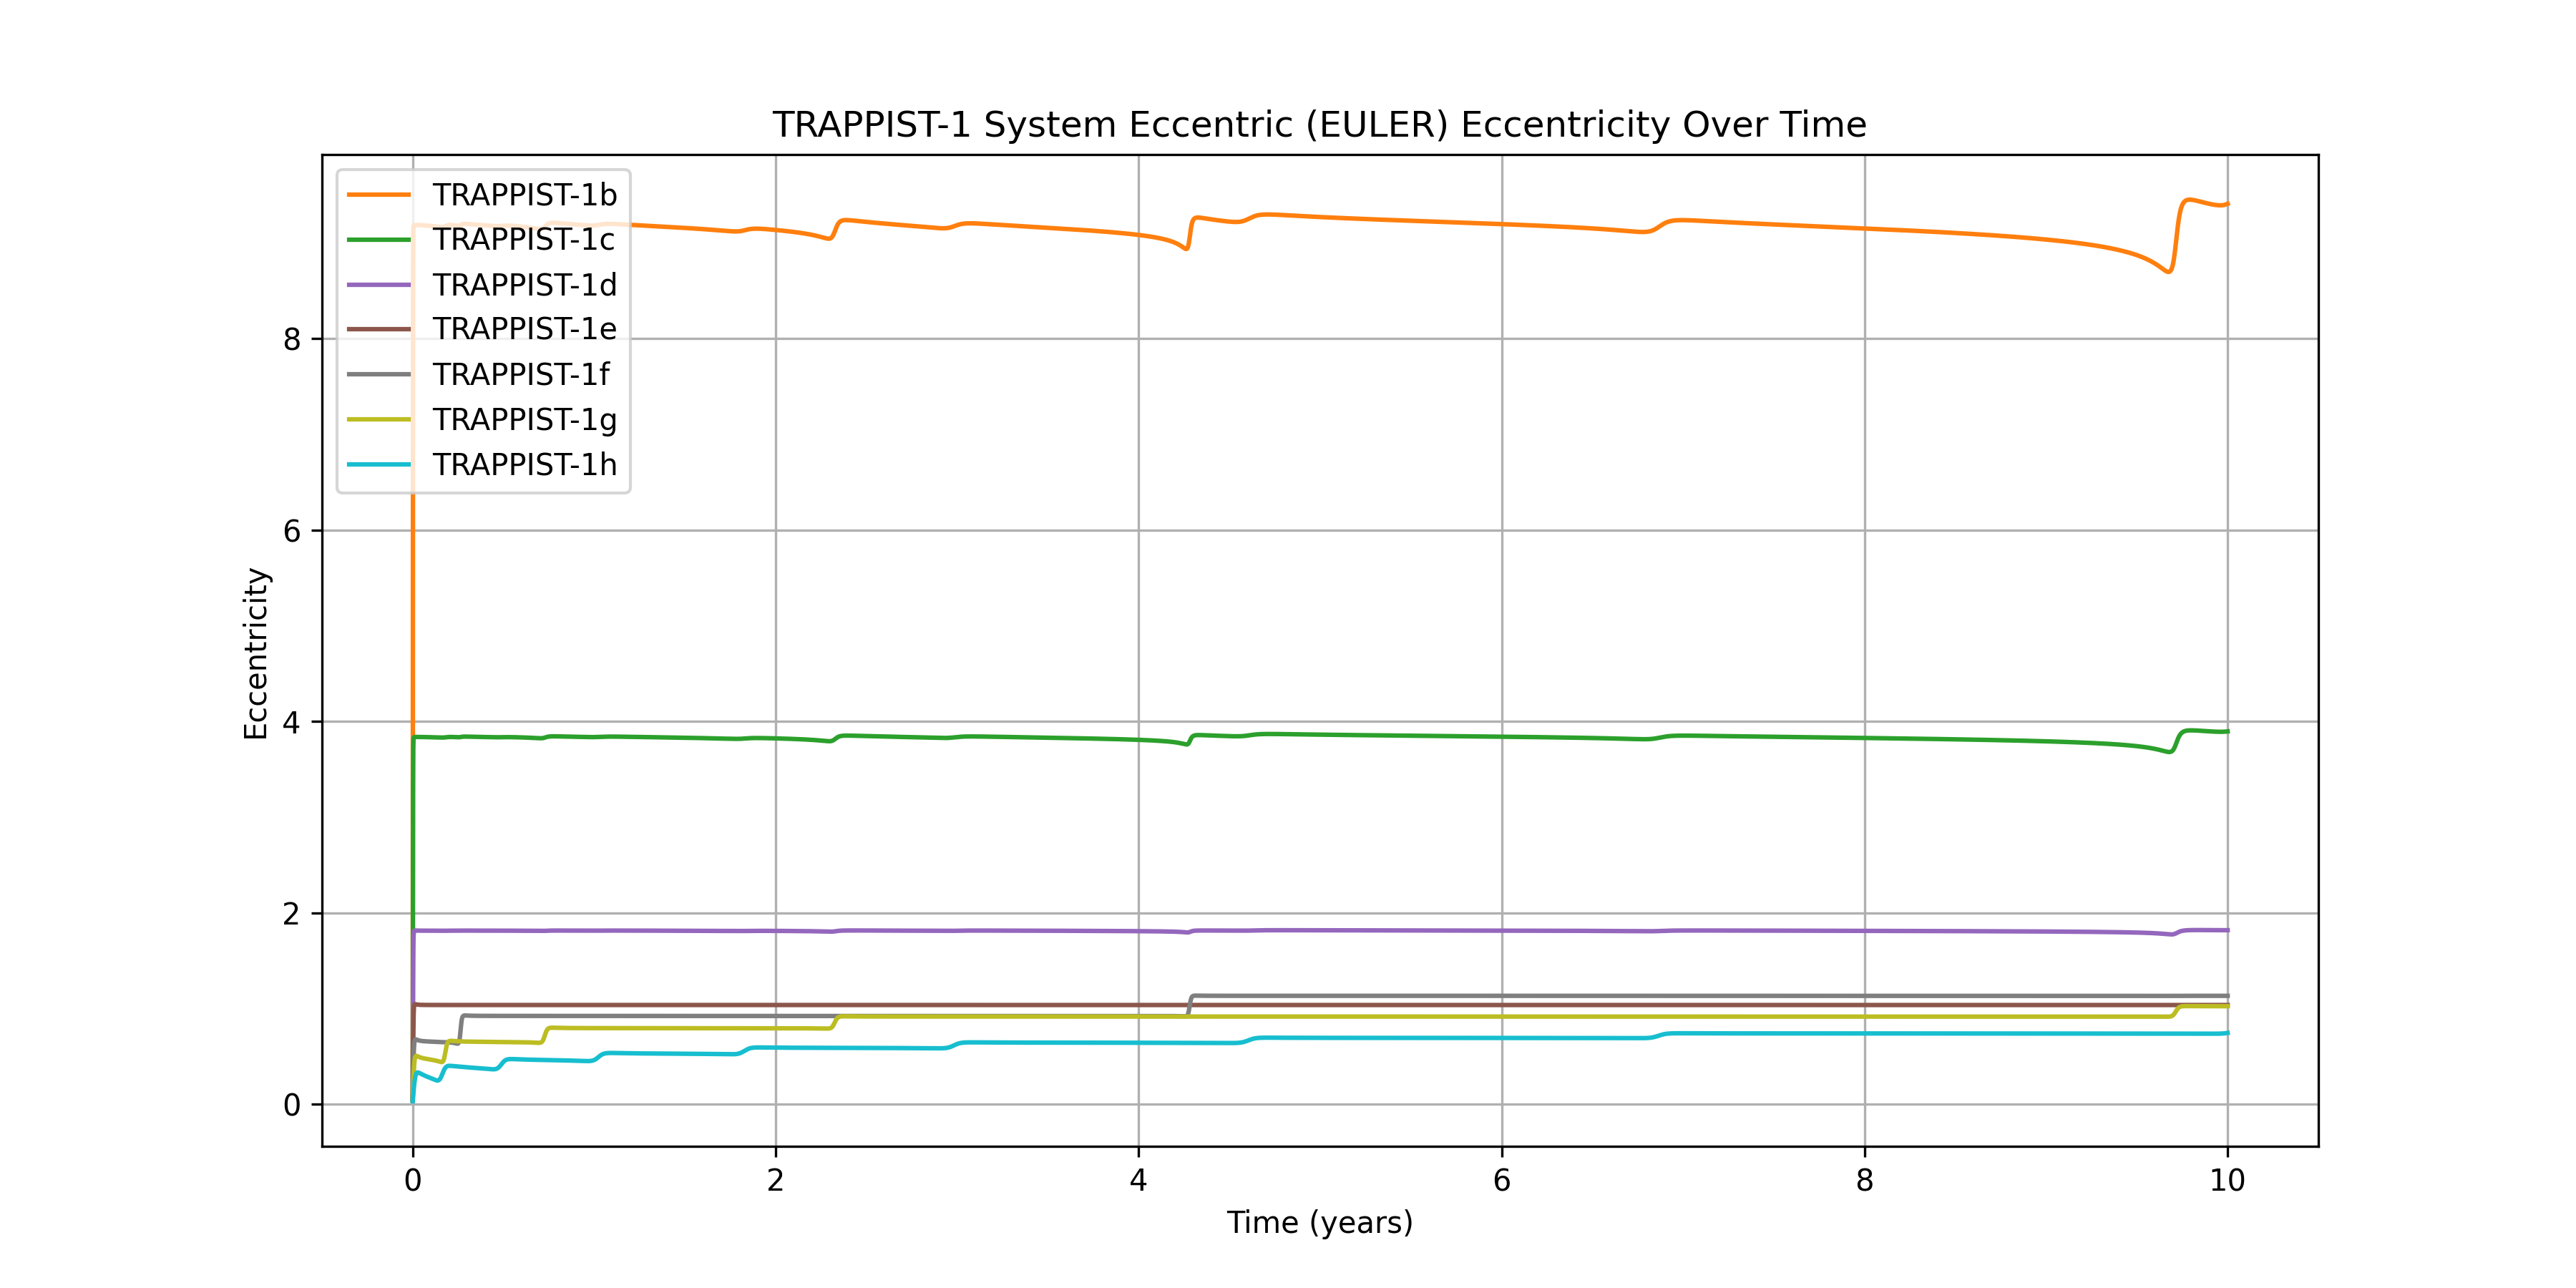 TRAPPIST-1 System Eccentric (EULER) Eccentricity Over Time
TRAPPIST-1b
TRAPPIST-1c
TRAPPIST-1d
TRAPPIST-1e
TRAPPIST-1f
TRAPPIST-1g
TRAPPIST-1h
Eccentricity
8
6
4
2
0
0 2 4 6 8 10
Time (years)